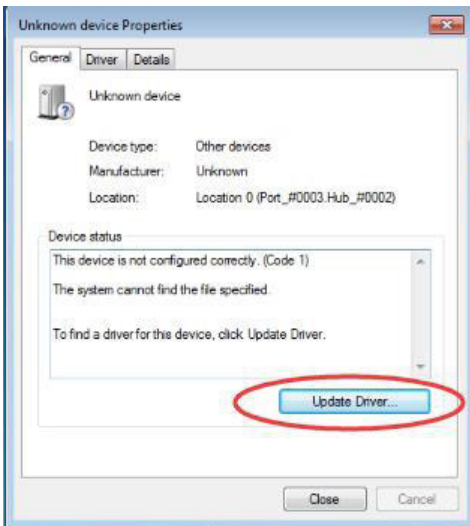 Unknown device Properties
General Driver Details
Unknown device
Device type: Other devices
Manufacturer: Unknown
Location: Location 0 (Port_#0003.Hub_#0002)
Device status
This device is not configured correctly. (Code 1)
The system cannot find the file specified.
To find a driver for this device, click Update Driver.
Update Driver...
Close Cancel